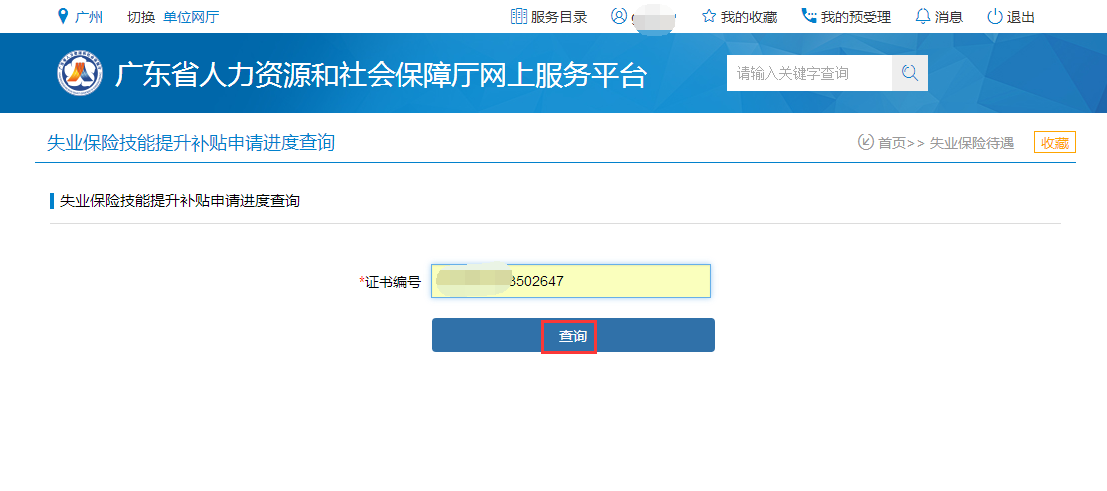 广州 切换 单位网厅 服务目录 我的收藏 我的预受理 消息 退出
广东省人力资源和社会保障厅网上服务平台 请输入关键字查询
失业保险技能提升补贴申请进度查询 首页>> 失业保险待遇 收藏
失业保险技能提升补贴申请进度查询
*证书编号 8502647
查询